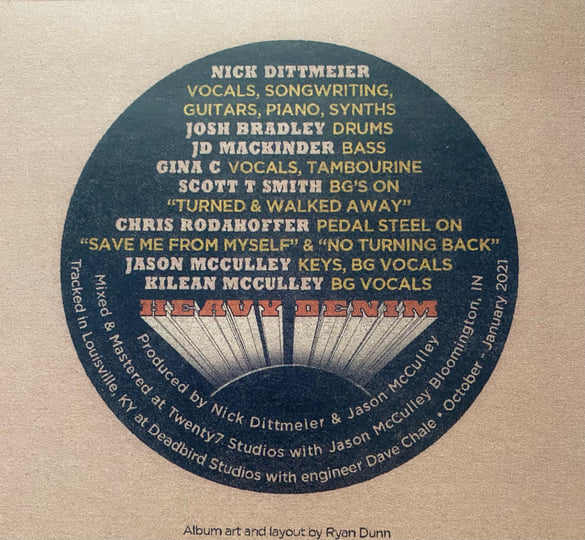 NICK DITTMEIER
VOCALS, SONGWRITING,
GUITARS, PIANO, SYNTHS
JOSH BRADLEY DRUMS
JD MACKINDER BASS
GINA C VOCALS, TAMBOURINE
SCOTT T SMITH BG'S ON
"TURNED & WALKED AWAY"
CHRIS RODAHOFFER PEDAL STEEL ON
"SAVE ME FROM MYSELF" & "NO TURNING BACK"
JASON MCCULLEY KEYS, BG VOCALS
KILEAN MCCULLEY BG VOCALS
HEAVY DENIM
Produced by Nick Dittmeier & Jason McCulley
Mixed & Mastered at Twenty7 Studios with Jason McCulley Bloomington, IN
Tracked in Louisville, KY at Deadbird Studios with engineer Dave Chale • October - January 2021
Album art and layout by Ryan Dunn